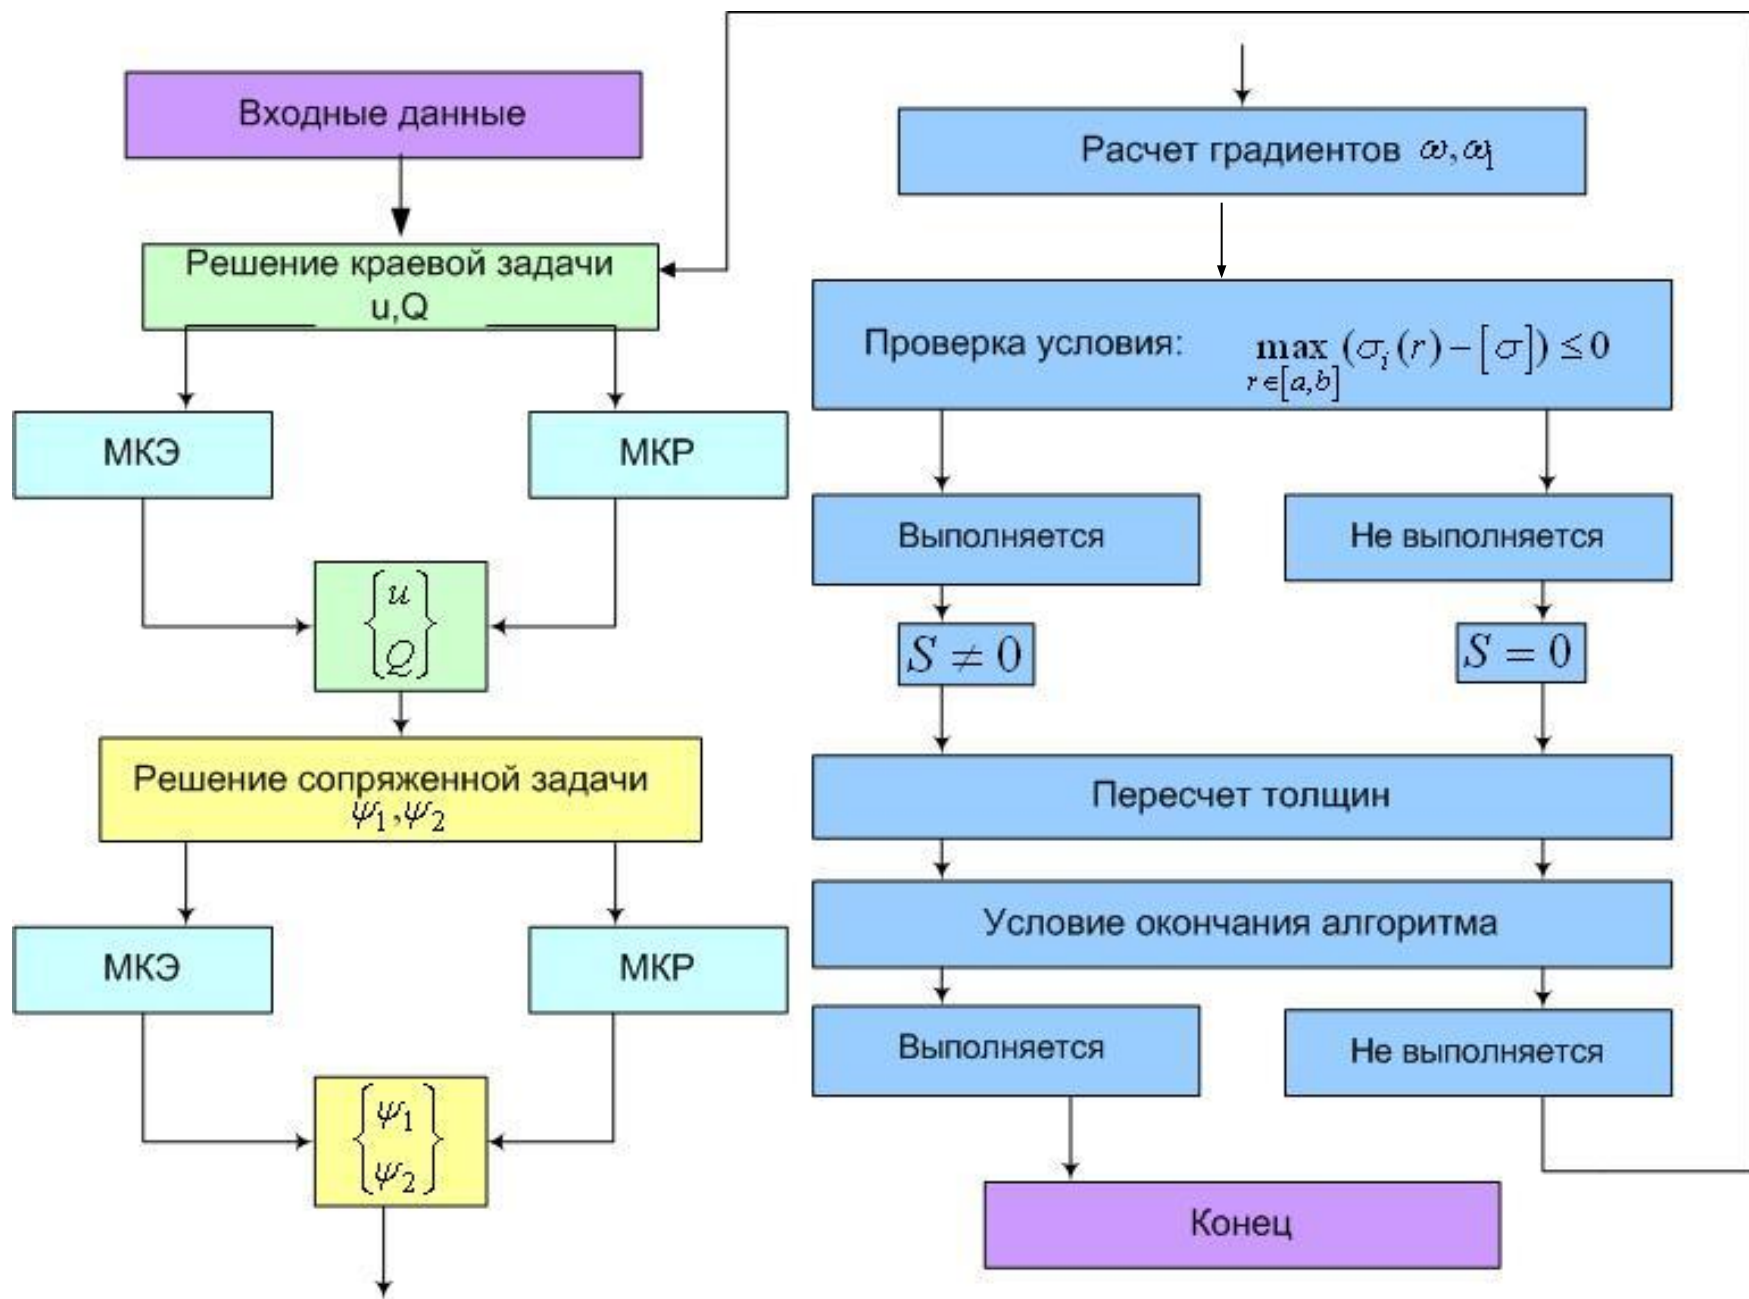 Входные данные
Решение краевой задачи
u,Q
МКЭ
МКР
{u
Q}
Решение сопряженной задачи
ψ₁,ψ₂
МКЭ
МКР
{ψ₁
ψ₂}
Расчет градиентов ω,ω₁
Проверка условия: max (σᵢ(r)−[σ]) ≤ 0
r∈[a,b]
Выполняется
Не выполняется
S ≠ 0
S = 0
Пересчет толщин
Условие окончания алгоритма
Выполняется
Не выполняется
Конец